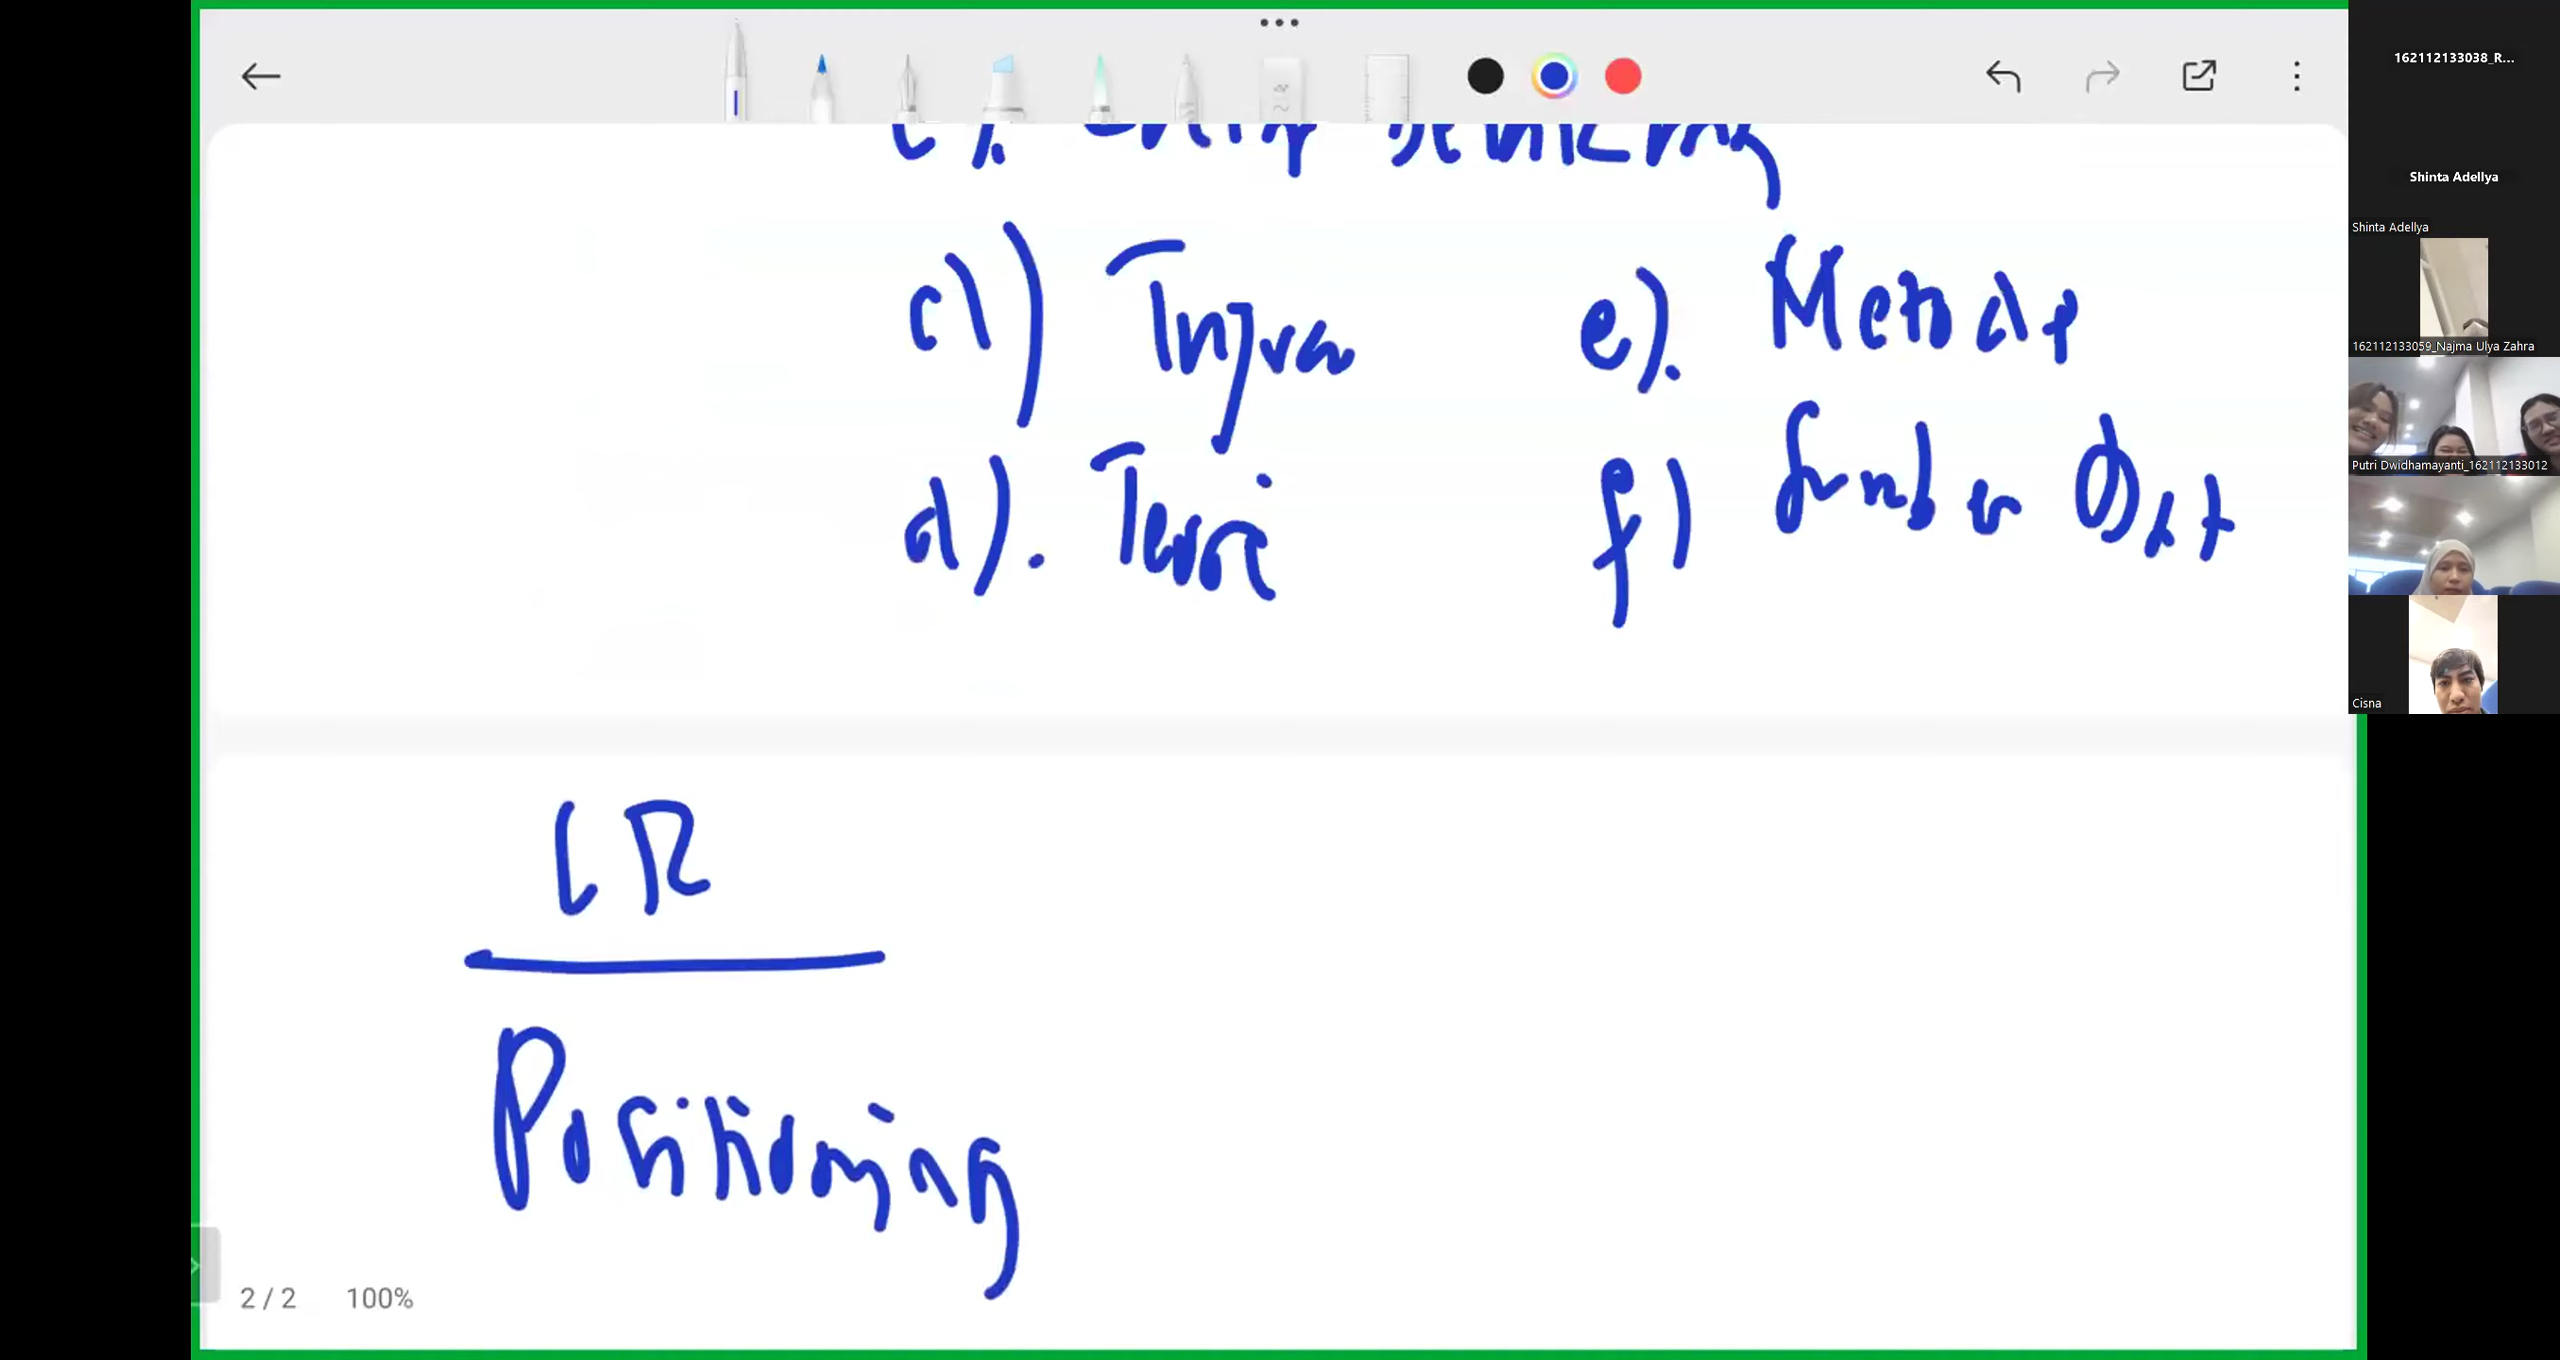 162112133038_R...
Shinta Adellya
Shinta Adellya
162112133059_Najma Ulya Zahra
Putri Dwidhamayanti_162112133012
Cisna
c) Tujuan
e). Metode
d). Teori
f) Sumber Dat
LR
Positioning
2 / 2
100%